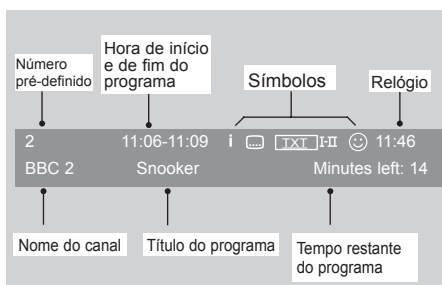 Número
pré-definido
Hora de início
e de fim do
programa
Símbolos
Relógio
2 11:06-11:09 i .... TXT I-II 11:46
BBC 2 Snooker Minutes left: 14
Nome do canal
Título do programa
Tempo restante
do programa